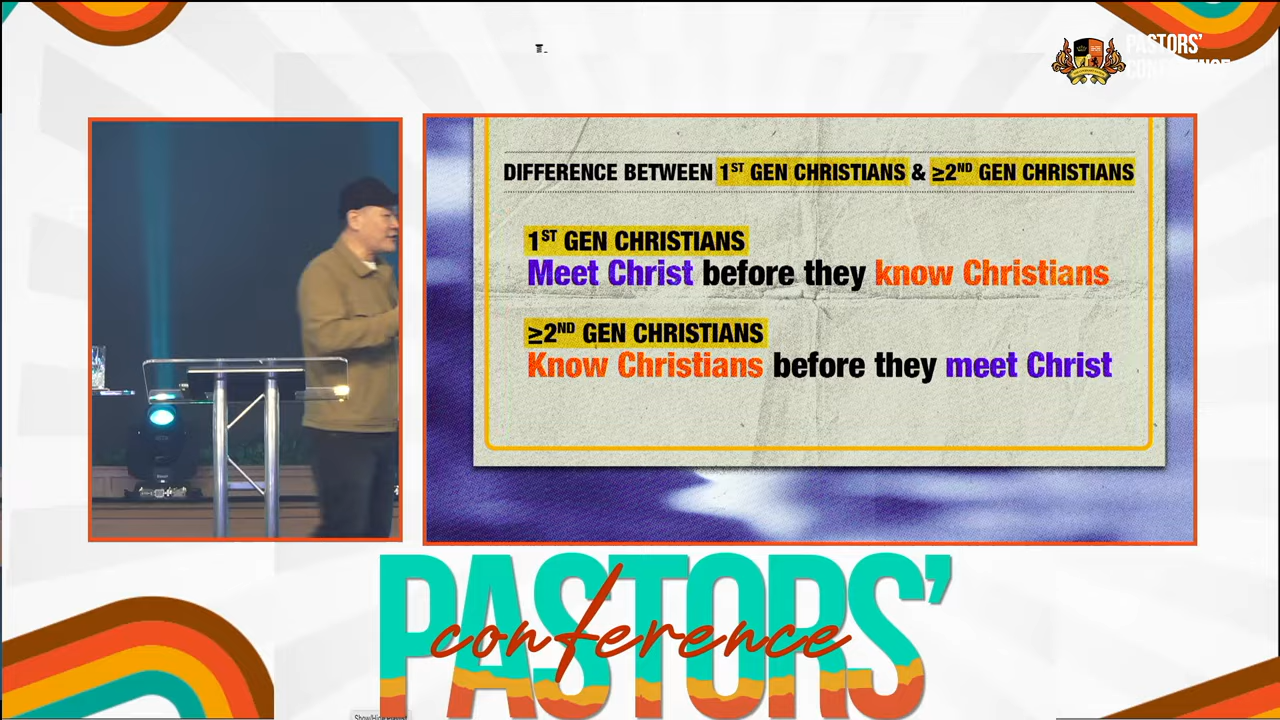 PASTORS'
CONFERENCE
DIFFERENCE BETWEEN 1ST GEN CHRISTIANS & ≥2ND GEN CHRISTIANS
1ST GEN CHRISTIANS
Meet Christ before they know Christians
≥2ND GEN CHRISTIANS
Know Christians before they meet Christ
PASTORS'
conference